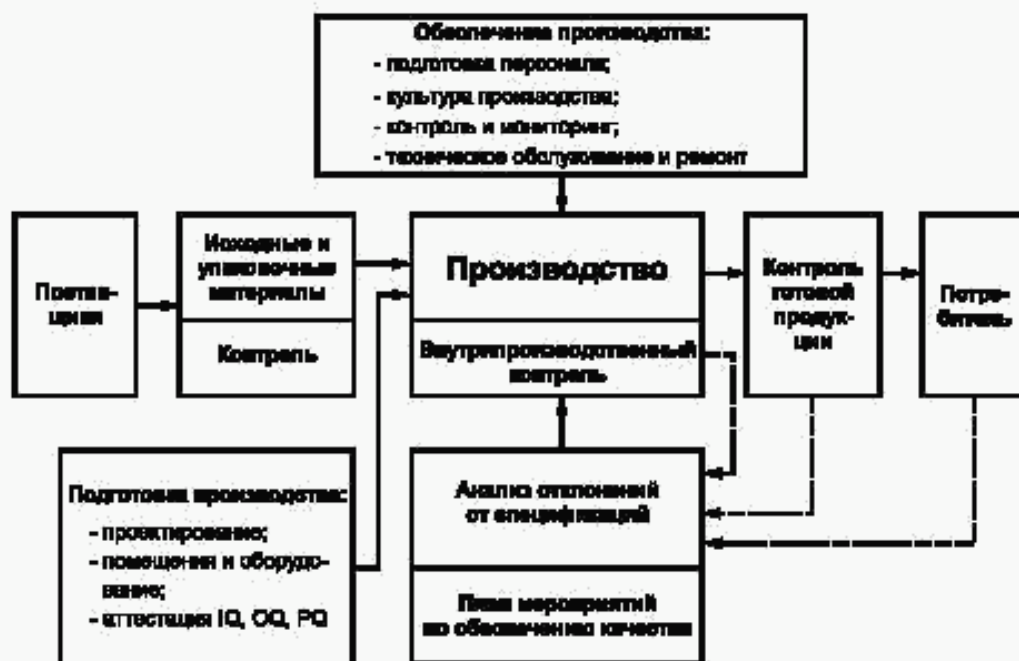 Обеспечение производства:
- подготовка персонала;
- культура производства;
- контроль и мониторинг;
- техническое обслуживание и ремонт
Постав-
щики
Исходные и
упаковочные
материалы
Контроль
Производство
Внутрипроизводственный
контроль
Контроль
готовой
продук-
ции
Потре-
битель
Подготовка производства:
- проектирование;
- помещения и оборудо-
вание;
- аттестация IQ, OQ, PQ
Анализ отклонений
от спецификаций
План мероприятий
по обеспечению качества